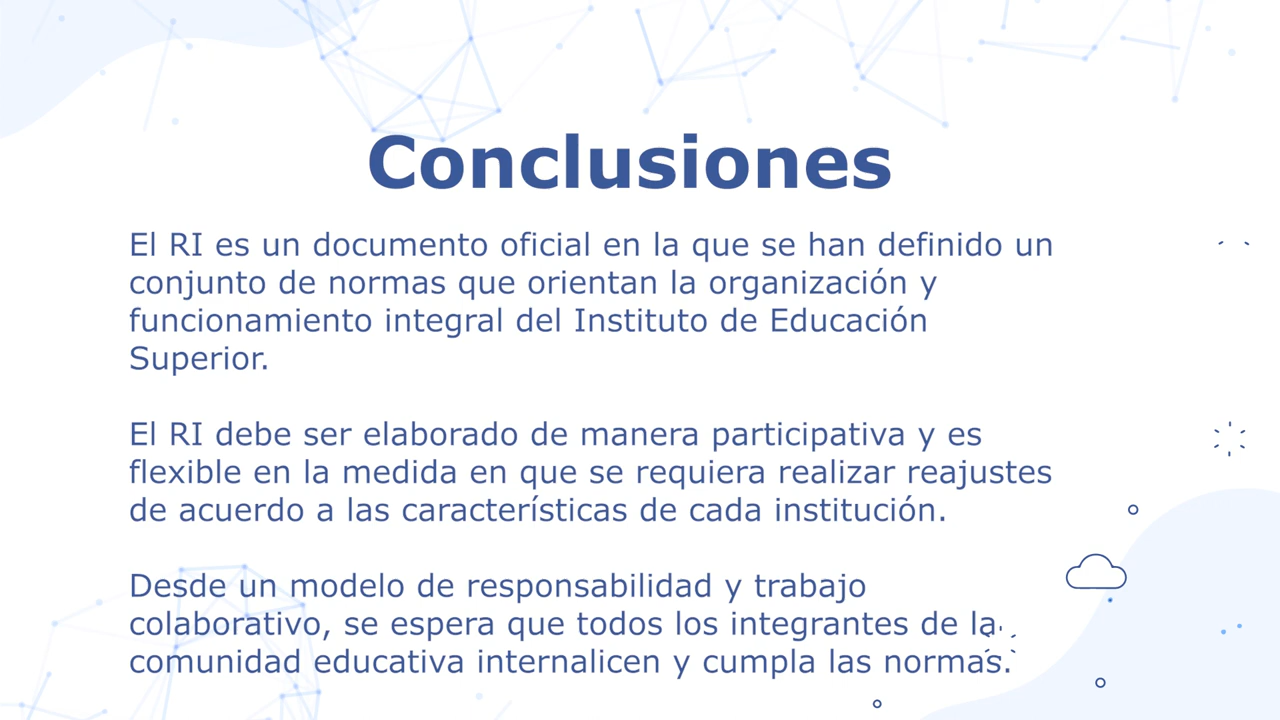 Conclusiones
El RI es un documento oficial en la que se han definido un
conjunto de normas que orientan la organización y
funcionamiento integral del Instituto de Educación
Superior.
El RI debe ser elaborado de manera participativa y es
flexible en la medida en que se requiera realizar reajustes
de acuerdo a las características de cada institución.
Desde un modelo de responsabilidad y trabajo
colaborativo, se espera que todos los integrantes de la
comunidad educativa internalicen y cumpla las normas.